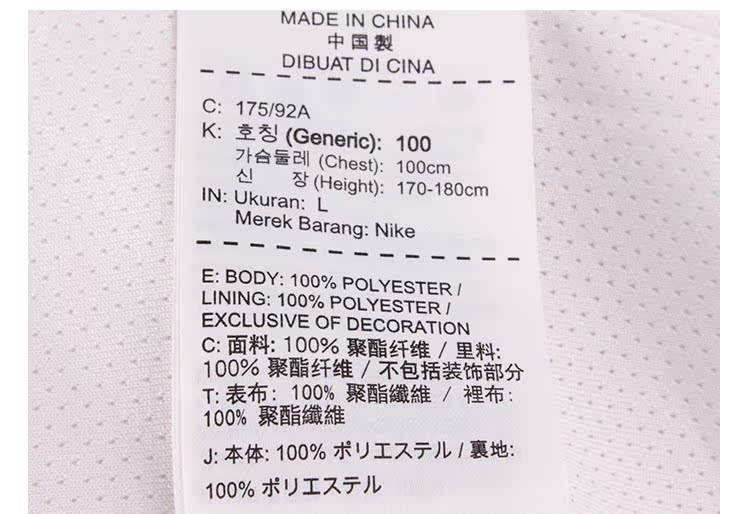 MADE IN CHINA
中国製
DIBUAT DI CINA
C: 175/92A
K: 호칭 (Generic): 100
가슴둘레 (Chest): 100cm
신 장 (Height): 170-180cm
IN: Ukuran: L
Merek Barang: Nike
E: BODY: 100% POLYESTER /
LINING: 100% POLYESTER /
EXCLUSIVE OF DECORATION
C: 面料: 100% 聚酯纤维 / 里料:
100% 聚酯纤维 / 不包括装饰部分
T: 表布: 100% 聚酯纖維 / 裡布:
100% 聚酯纖維
J: 本体: 100% ポリエステル / 裏地:
100% ポリエステル